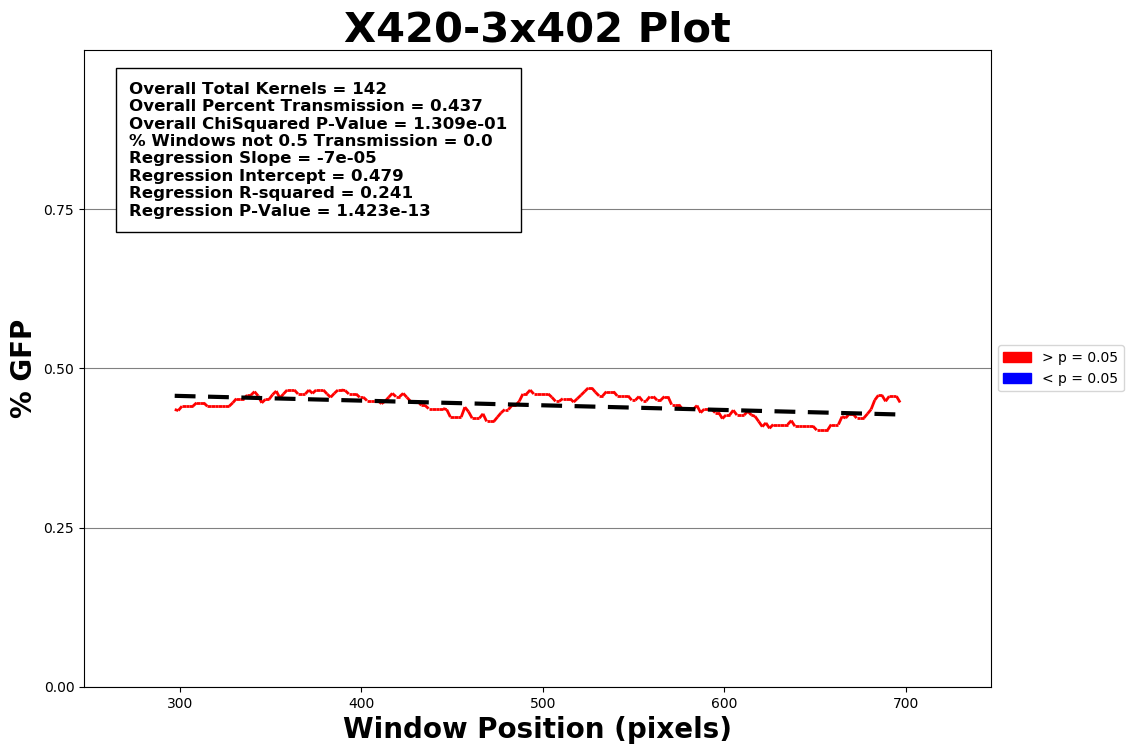 X420-3x402 Plot
Overall Total Kernels = 142
Overall Percent Transmission = 0.437
Overall ChiSquared P-Value = 1.309e-01
% Windows not 0.5 Transmission = 0.0
Regression Slope = -7e-05
Regression Intercept = 0.479
Regression R-squared = 0.241
Regression P-Value = 1.423e-13
% GFP
0.75
0.50
0.25
0.00
300 400 500 600 700
Window Position (pixels)
> p = 0.05
< p = 0.05